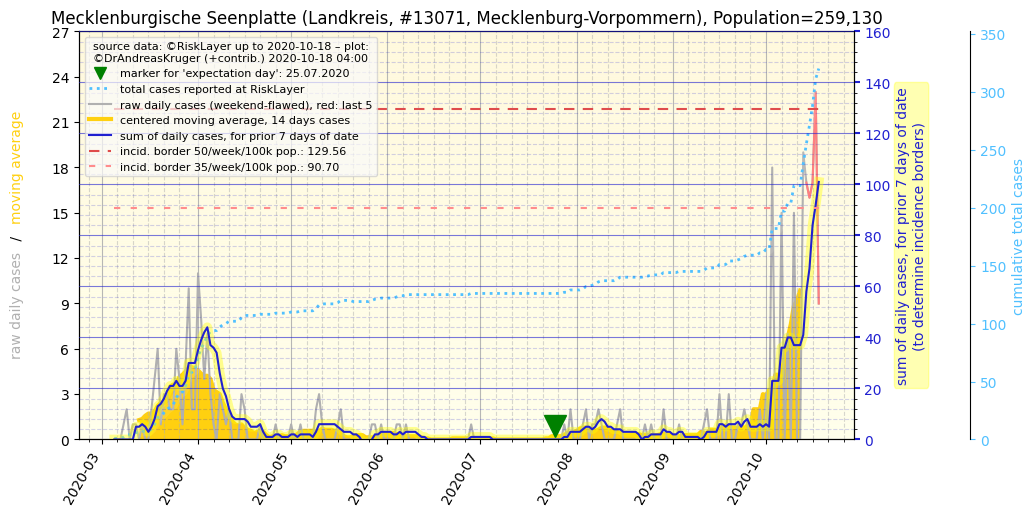 Mecklenburgische Seenplatte (Landkreis, #13071, Mecklenburg-Vorpommern), Population=259,130
source data: ©RiskLayer up to 2020-10-18 – plot:
©DrAndreasKruger (+contrib.) 2020-10-18 04:00
marker for 'expectation day': 25.07.2020
total cases reported at RiskLayer
raw daily cases (weekend-flawed), red: last 5
centered moving average, 14 days cases
sum of daily cases, for prior 7 days of date
incid. border 50/week/100k pop.: 129.56
incid. border 35/week/100k pop.: 90.70
raw daily cases / moving average
27
24
21
18
15
12
9
6
3
0
2020-03
2020-04
2020-05
2020-06
2020-07
2020-08
2020-09
2020-10
160
140
120
100
80
60
40
20
0
sum of daily cases, for prior 7 days of date
(to determine incidence borders)
350
300
250
200
150
100
50
0
cumulative total cases